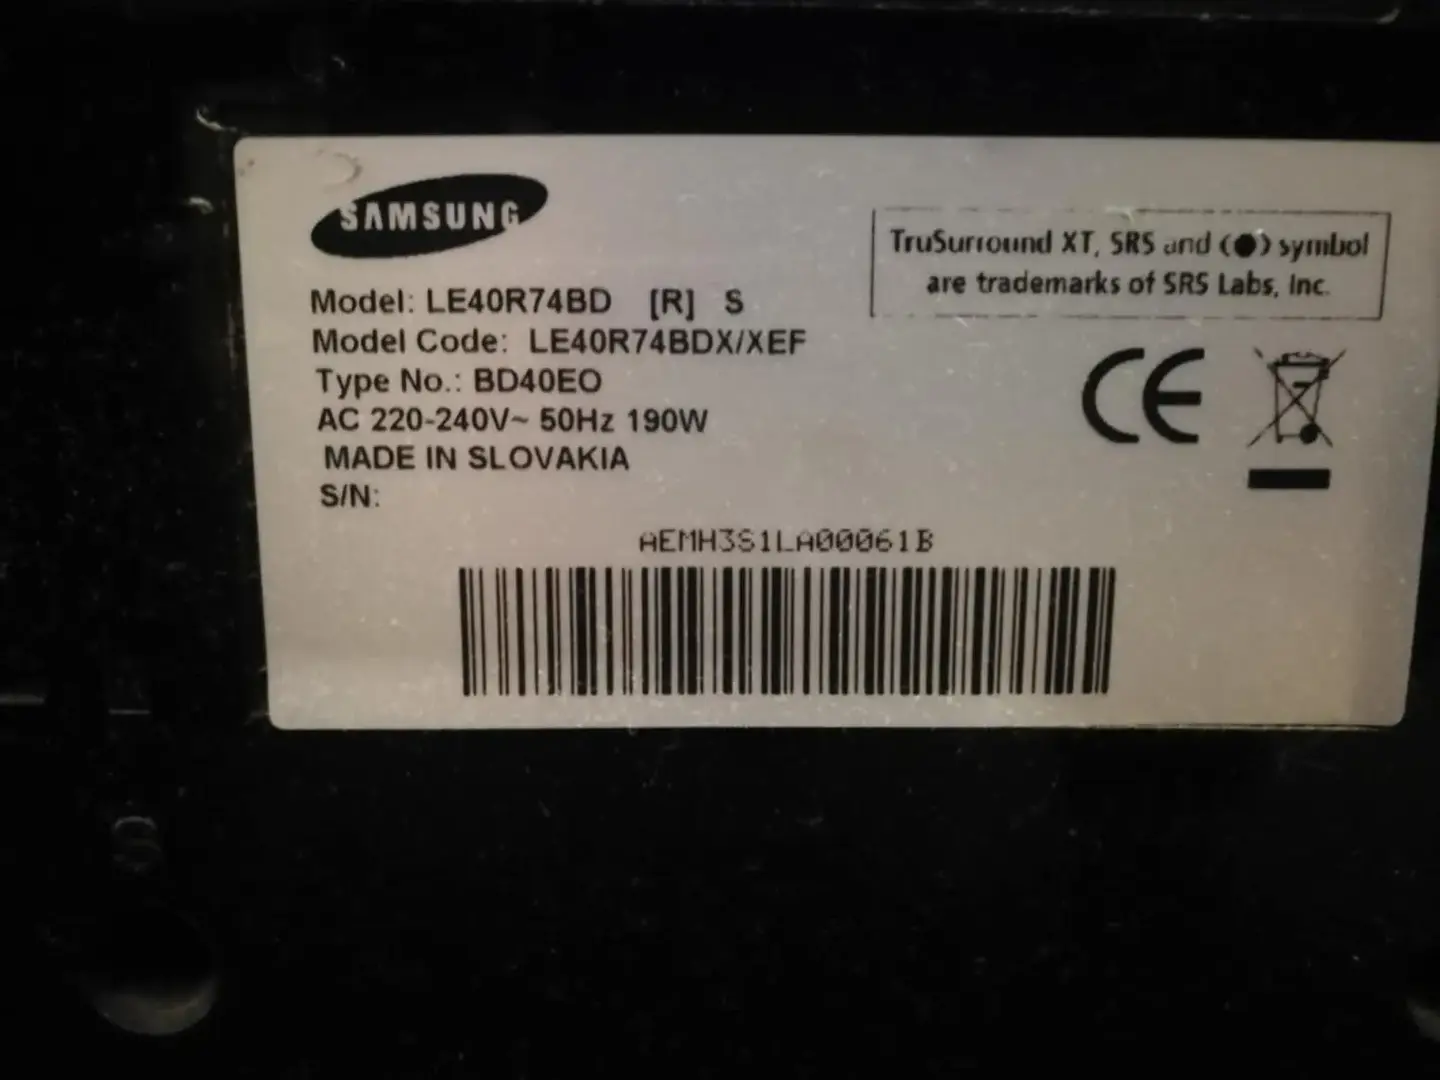 SAMSUNG
TruSurround XT, SRS and (●) symbol
are trademarks of SRS Labs, Inc.
Model: LE40R74BD [R] S
Model Code: LE40R74BDX/XEF
Type No.: BD40EO
AC 220-240V~ 50Hz 190W
MADE IN SLOVAKIA
S/N:
CE
AEMH3S1LA00061B